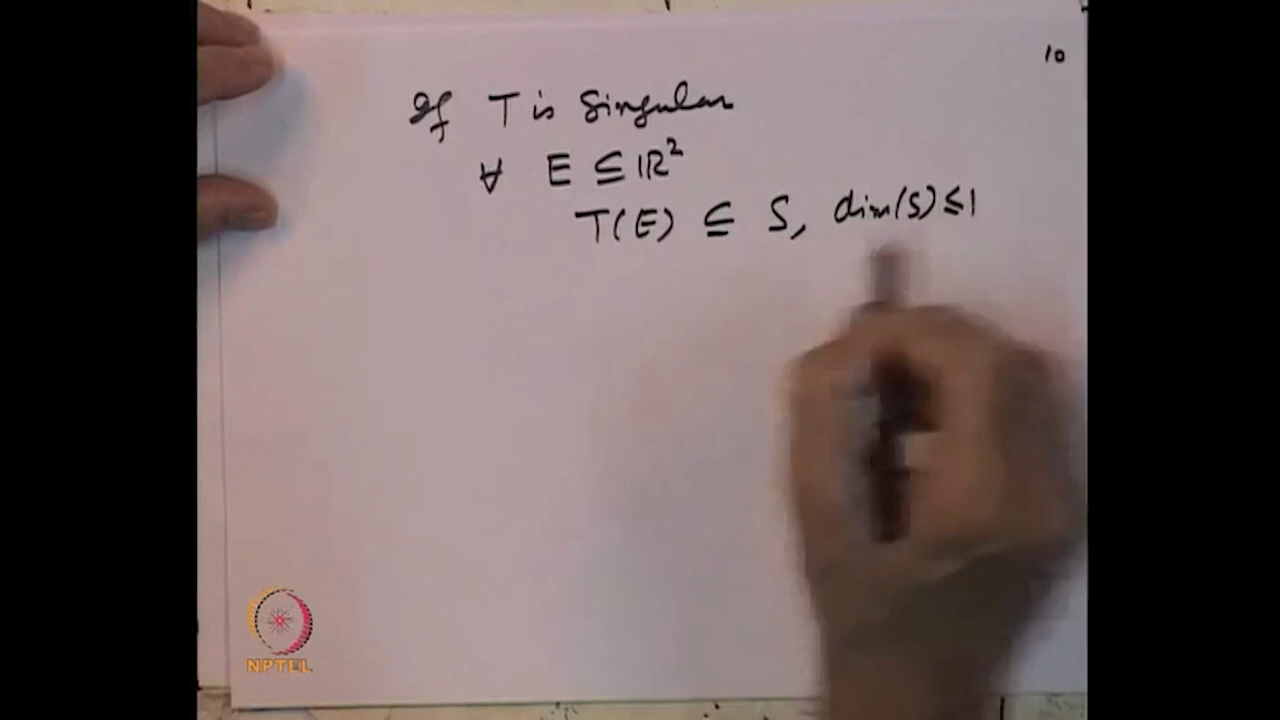 10
If T is Singular
∀ E ⊆ ℝ²
T(E) ⊆ S, dim(S) ≤ 1
NPTEL